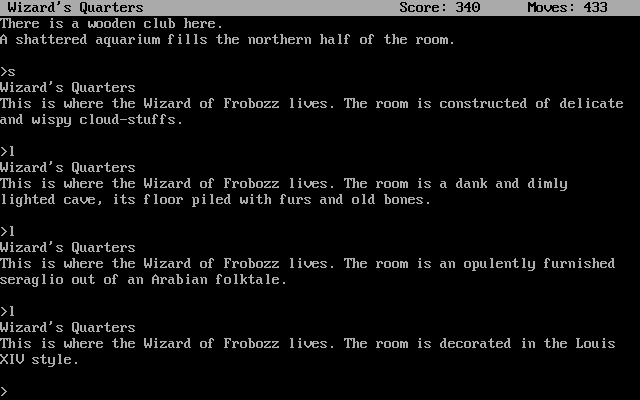 Wizard's Quarters Score: 340 Moves: 433
There is a wooden club here.
A shattered aquarium fills the northern half of the room.
>s
Wizard's Quarters
This is where the Wizard of Frobozz lives. The room is constructed of delicate
and wispy cloud-stuffs.
>l
Wizard's Quarters
This is where the Wizard of Frobozz lives. The room is a dank and dimly
lighted cave, its floor piled with furs and old bones.
>l
Wizard's Quarters
This is where the Wizard of Frobozz lives. The room is an opulently furnished
seraglio out of an Arabian folktale.
>l
Wizard's Quarters
This is where the Wizard of Frobozz lives. The room is decorated in the Louis
XIV style.
>